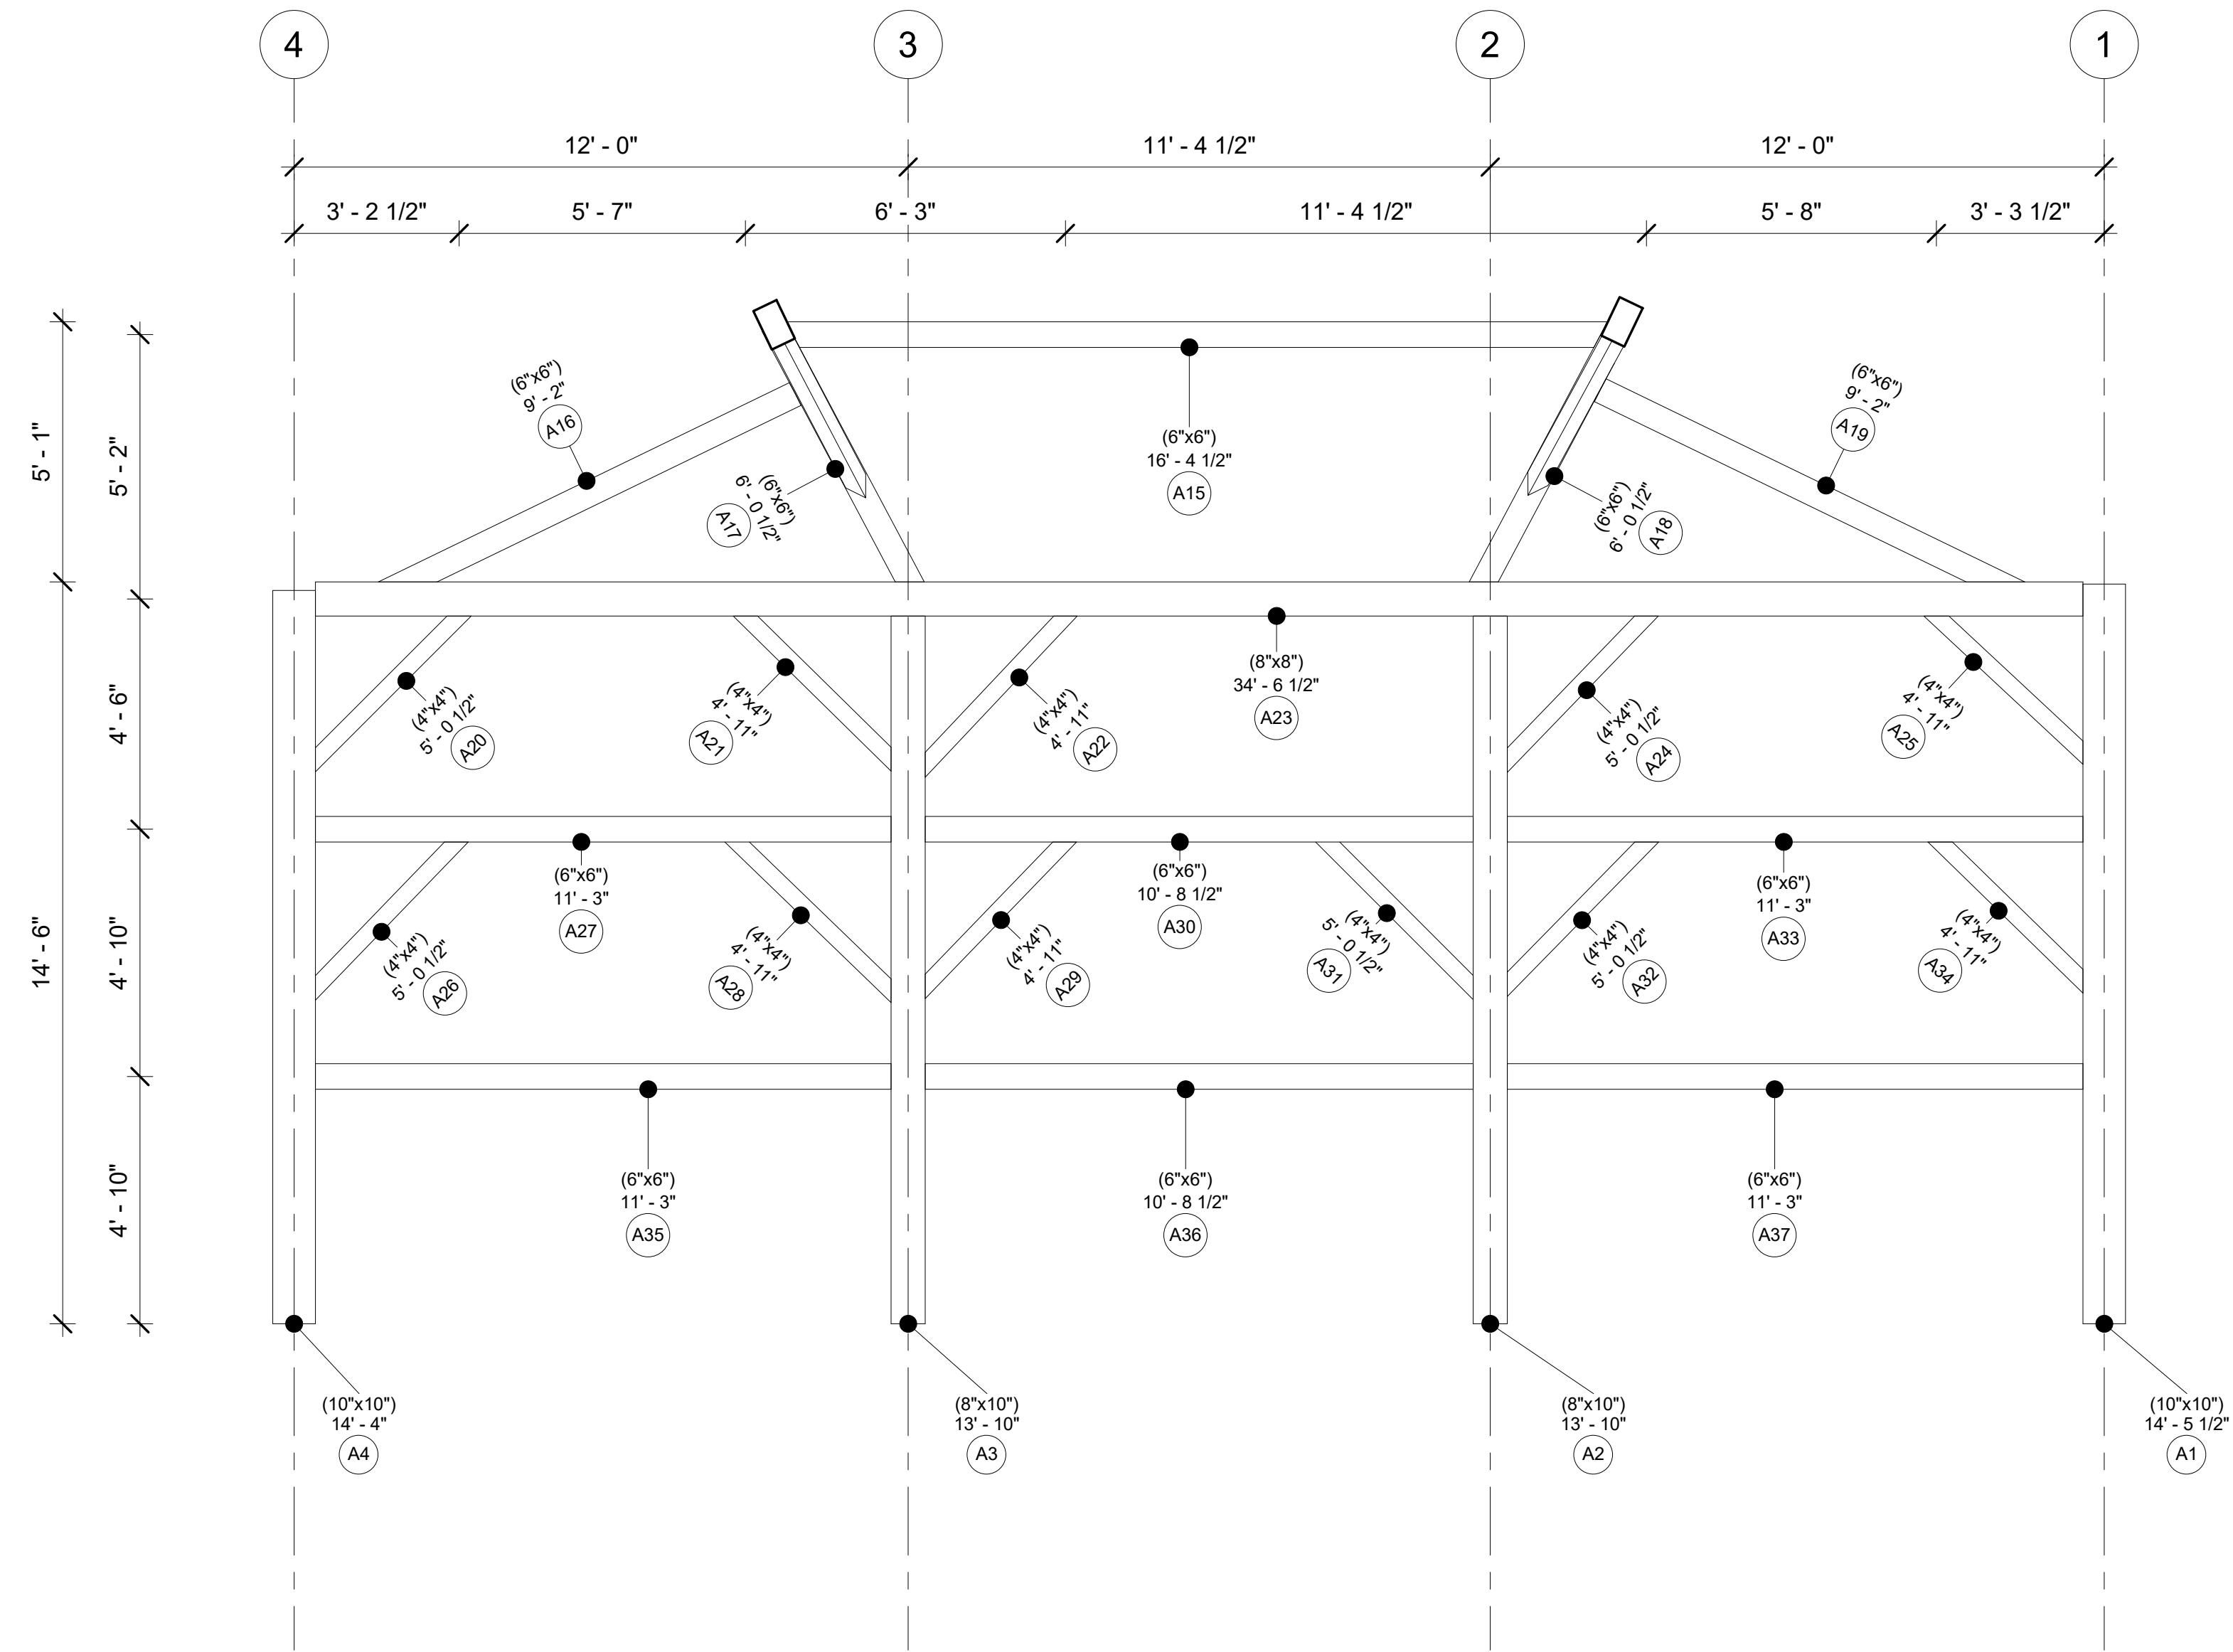 4
3
2
1
12' - 0"
11' - 4 1/2"
12' - 0"
3' - 2 1/2"
5' - 7"
6' - 3"
11' - 4 1/2"
5' - 8"
3' - 3 1/2"
5' - 1"
5' - 2"
14' - 6"
4' - 6"
4' - 10"
4' - 10"
(6"x6")
9' - 2"
A16
(6"x6")
6' - 0 1/2"
A17
(6"x6")
16' - 4 1/2"
A15
(6"x6")
6' - 0 1/2"
A18
(6"x6")
9' - 2"
A19
(4"x4")
5' - 0 1/2"
A20
(4"x4")
4' - 11"
A21
(4"x4")
4' - 11"
A22
(8"x8")
34' - 6 1/2"
A23
(4"x4")
5' - 0 1/2"
A24
(4"x4")
4' - 11"
A25
(4"x4")
5' - 0 1/2"
A26
(6"x6")
11' - 3"
A27
(4"x4")
4' - 11"
A28
(4"x4")
4' - 11"
A29
(6"x6")
10' - 8 1/2"
A30
(4"x4")
5' - 0 1/2"
A31
(4"x4")
5' - 0 1/2"
A32
(6"x6")
11' - 3"
A33
(4"x4")
4' - 11"
A34
(6"x6")
11' - 3"
A35
(6"x6")
10' - 8 1/2"
A36
(6"x6")
11' - 3"
A37
(10"x10")
14' - 4"
A4
(8"x10")
13' - 10"
A3
(8"x10")
13' - 10"
A2
(10"x10")
14' - 5 1/2"
A1